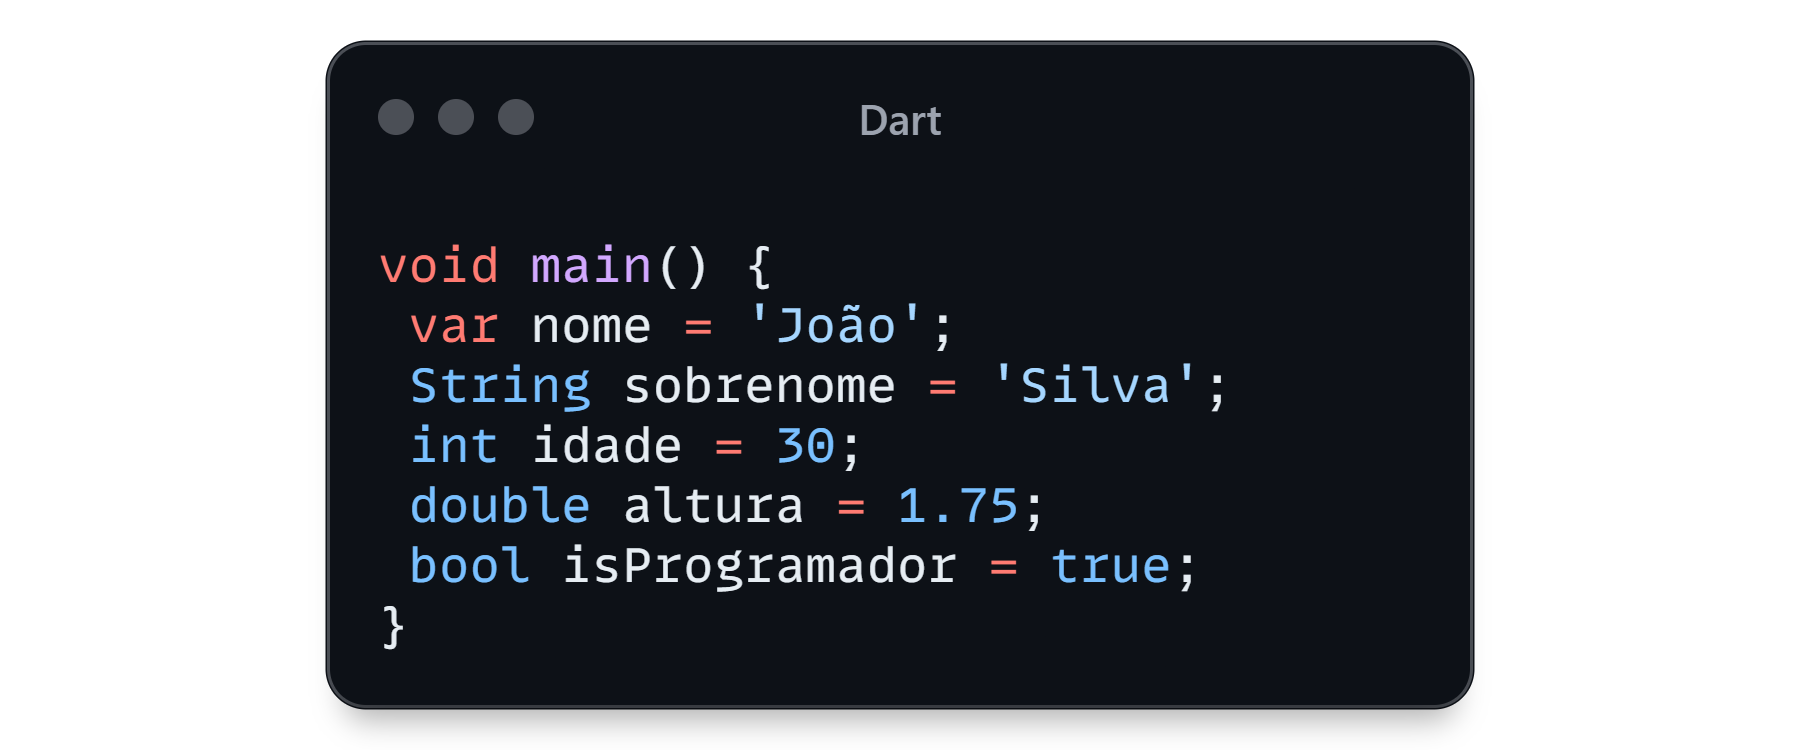 Dart
void main() {
 var nome = 'João';
 String sobrenome = 'Silva';
 int idade = 30;
 double altura = 1.75;
 bool isProgramador = true;
}